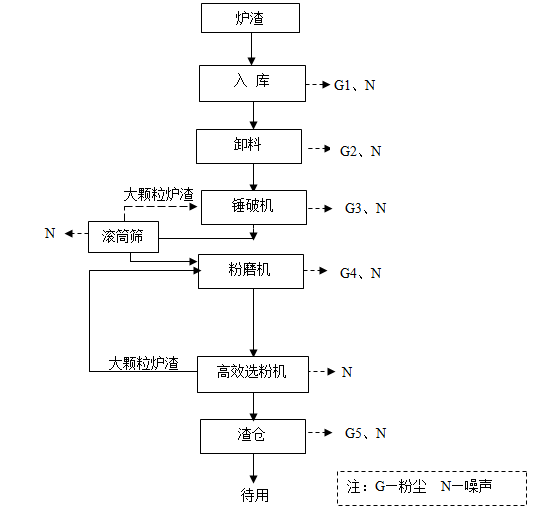 炉渣
入 库
G1、N
卸料
G2、N
大颗粒炉渣
锤破机
G3、N
N
滚筒筛
粉磨机
G4、N
大颗粒炉渣
高效选粉机
N
渣仓
G5、N
待用
注：G—粉尘 N—噪声